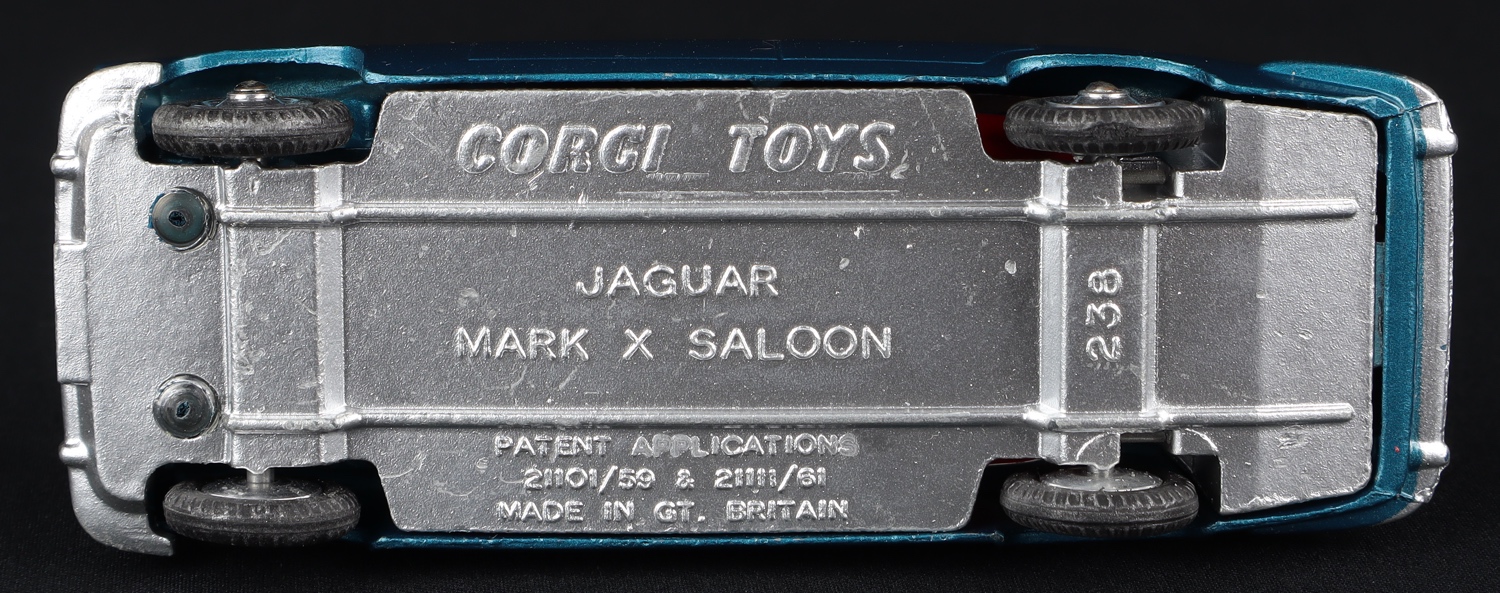 CORGI TOYS
JAGUAR
MARK X SALOON
238
PATENT APPLICATIONS
21101/59 & 21111/61
MADE IN GT. BRITAIN